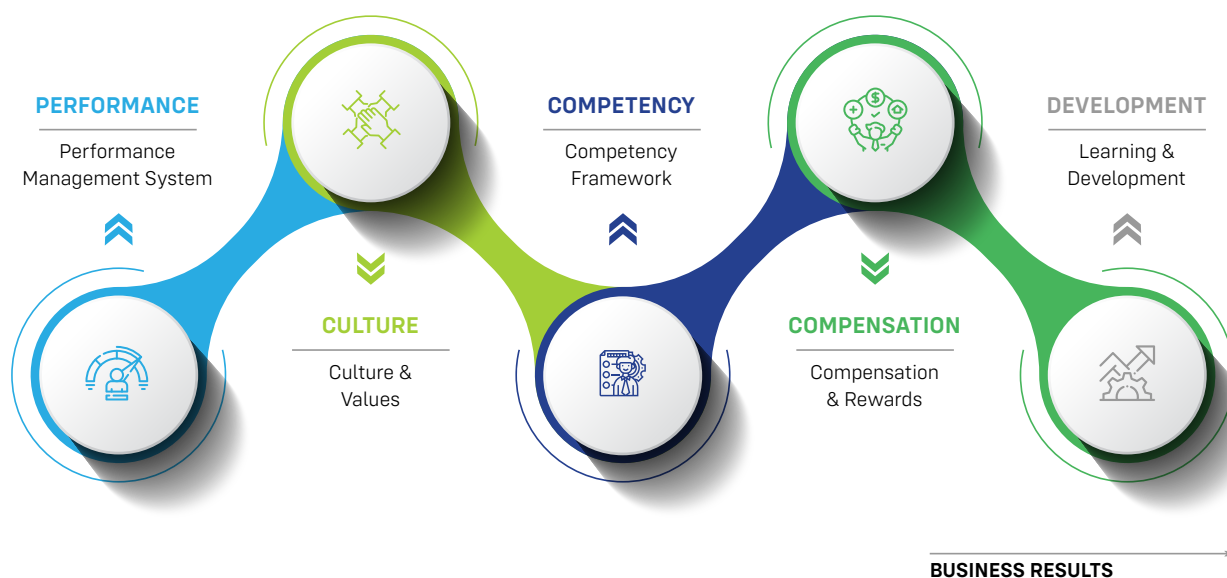 PERFORMANCE
Performance
Management System
CULTURE
Culture &
Values
COMPETENCY
Competency
Framework
COMPENSATION
Compensation
& Rewards
DEVELOPMENT
Learning &
Development
BUSINESS RESULTS